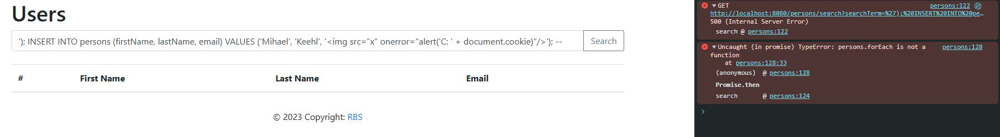 Users
'); INSERT INTO persons (firstName, lastName, email) VALUES ('Mihael', 'Keehl', '<img src="x" onerror="alert('C: ' + document.cookie)"/>'); --
Search
# First Name Last Name Email
© 2023 Copyright: RBS
GET persons:122
http://localhost:8080/persons/search?searchTerm=%27);%20INSERT%20INTO%20pe…
500 (Internal Server Error)
search @ persons:122
Uncaught (in promise) TypeError: persons.forEach is not a persons:128
function
at persons:128:33
(anonymous) @ persons:128
Promise.then
search @ persons:124